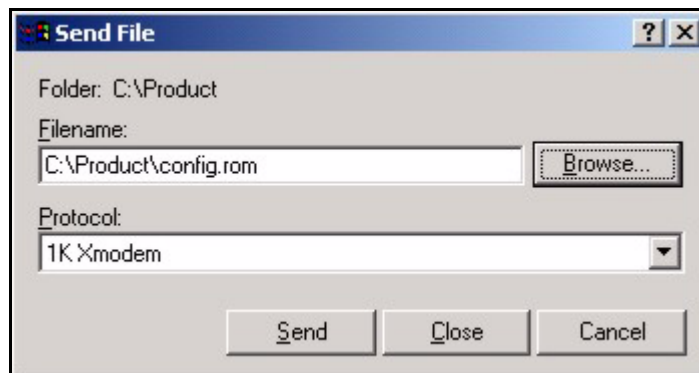 Send File
Folder: C:\Product
Filename:
C:\Product\config.rom
Browse...
Protocol:
1K Xmodem
Send Close Cancel